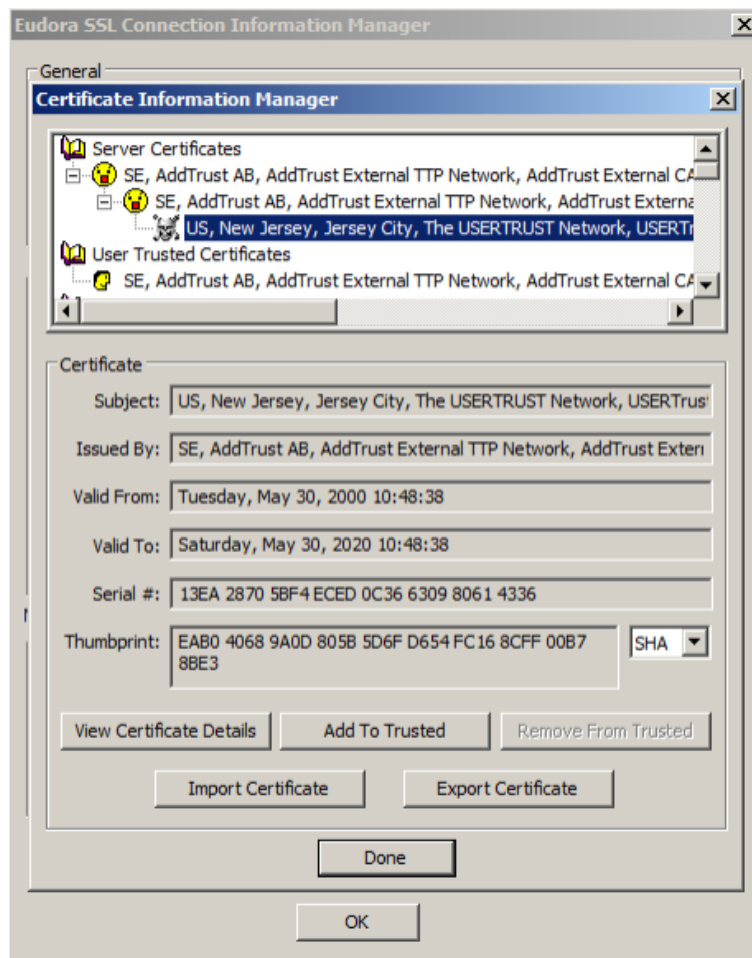 Eudora SSL Connection Information Manager
General
Certificate Information Manager
Server Certificates
SE, AddTrust AB, AddTrust External TTP Network, AddTrust External CA
SE, AddTrust AB, AddTrust External TTP Network, AddTrust Externa
US, New Jersey, Jersey City, The USERTRUST Network, USERTr
User Trusted Certificates
SE, AddTrust AB, AddTrust External TTP Network, AddTrust External CA
Certificate
Subject: US, New Jersey, Jersey City, The USERTRUST Network, USERTrus
Issued By: SE, AddTrust AB, AddTrust External TTP Network, AddTrust Extern
Valid From: Tuesday, May 30, 2000 10:48:38
Valid To: Saturday, May 30, 2020 10:48:38
Serial #: 13EA 2870 5BF4 ECED 0C36 6309 8061 4336
Thumbprint: EAB0 4068 9A0D 805B 5D6F D654 FC16 8CFF 00B7 SHA
8BE3
View Certificate Details Add To Trusted Remove From Trusted
Import Certificate Export Certificate
Done
OK